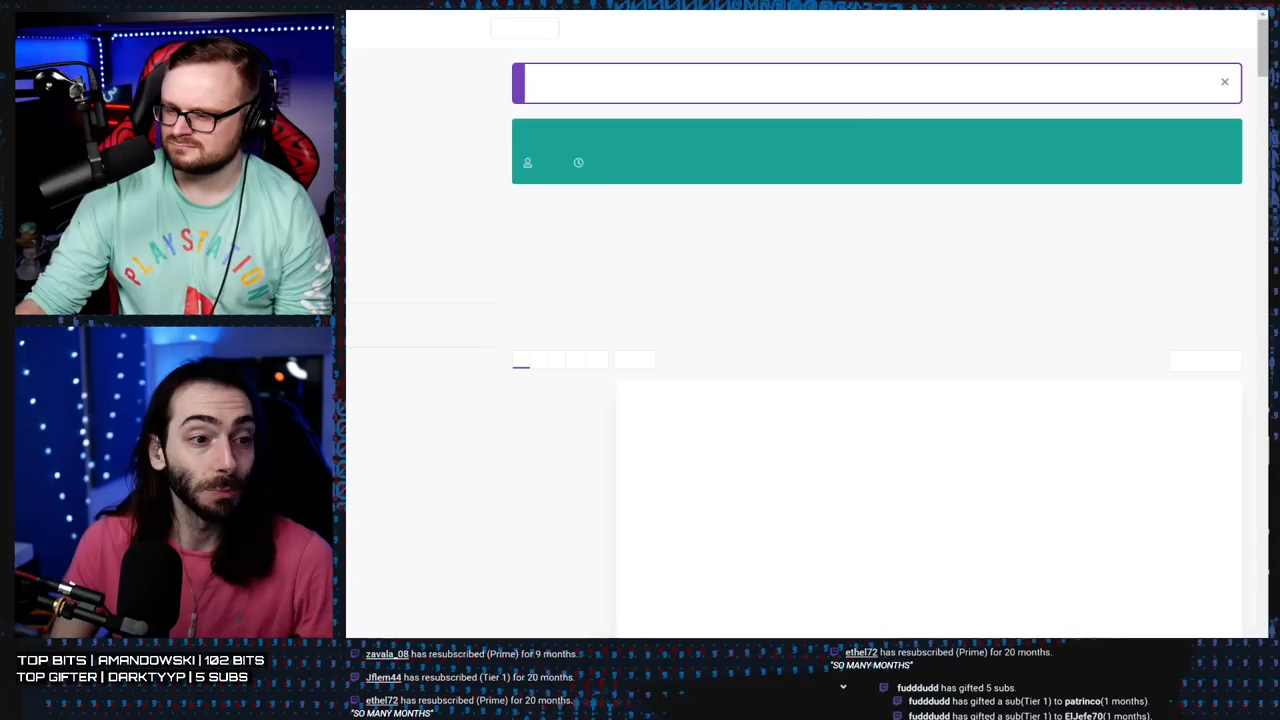 PLAYSTATION
TOP BITS | AMANDOWSKI | 102 BITS
TOP GIFTER | DARKTYYP | 5 SUBS
zavala_08 has resubscribed (Prime) for 9 months.
Jflem44 has resubscribed (Tier 1) for 20 months.
ethel72 has resubscribed (Prime) for 20 months.
"SO MANY MONTHS"
ethel72 has resubscribed (Prime) for 20 months.
"SO MANY MONTHS"
fudddudd has gifted 5 subs.
fudddudd has gifted a sub(Tier 1) to patrinco(1 months).
fudddudd has gifted a sub(Tier 1) to ElJefe70(1 months).